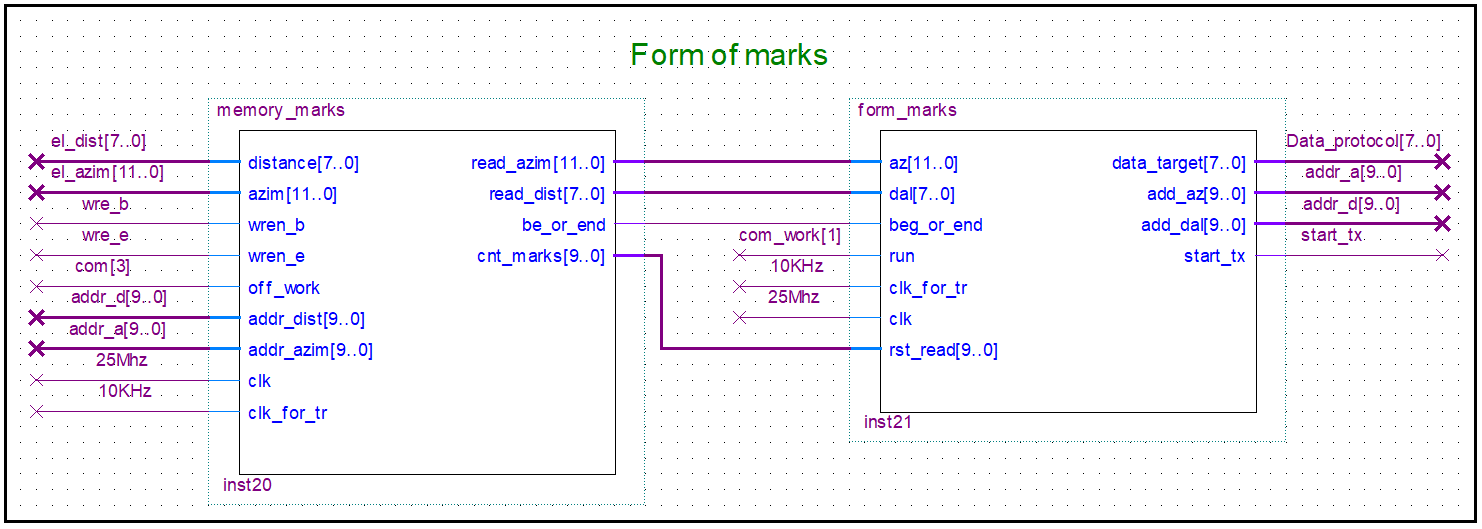 Form of marks
memory_marks
el_dist[7..0]
distance[7..0]
read_azim[11..0]
el_azim[11..0]
azim[11..0]
read_dist[7..0]
wre_b
wren_b
be_or_end
wre_e
wren_e
cnt_marks[9..0]
com[3]
off_work
addr_d[9..0]
addr_dist[9..0]
addr_a[9..0]
addr_azim[9..0]
25Mhz
clk
10KHz
clk_for_tr
inst20
form_marks
az[11..0]
data_target[7..0]
Data_protocol[7..0]
dal[7..0]
add_az[9..0]
addr_a[9..0]
beg_or_end
add_dal[9..0]
addr_d[9..0]
com_work[1]
run
start_tx
start_tx
10KHz
clk_for_tr
25Mhz
clk
rst_read[9..0]
inst21